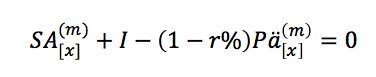 SA_{[x]}^{(m)} + I − (1 − r%)Pä_{[x]}^{(m)} = 0